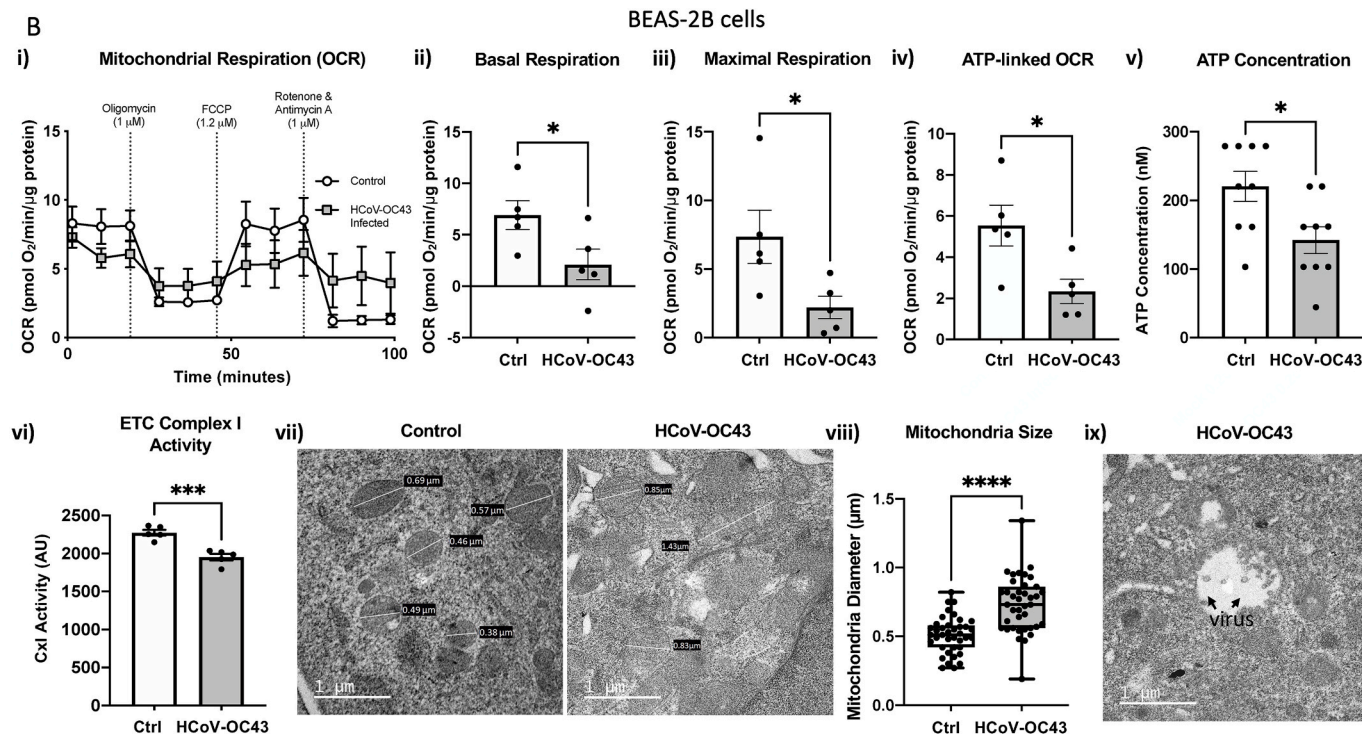 B
BEAS-2B cells
i)
Mitochondrial Respiration (OCR)
OCR (pmol O₂/min/µg protein)
15
10
5
0
Oligomycin
(1 µM)
FCCP
(1.2 µM)
Rotenone &
Antimycin A
(1 µM)
Control
HCoV-OC43
Infected
0
50
100
Time (minutes)
ii)
Basal Respiration
OCR (pmol O₂/min/µg protein)
15
10
5
0
-5
*
Ctrl
HCoV-OC43
iii)
Maximal Respiration
OCR (pmol O₂/min/µg protein)
15
10
5
0
*
Ctrl
HCoV-OC43
iv)
ATP-linked OCR
OCR (pmol O₂/min/µg protein)
10
8
6
4
2
0
*
Ctrl
HCoV-OC43
v)
ATP Concentration
ATP Concentration (nM)
300
200
100
0
*
Ctrl
HCoV-OC43
vi)
ETC Complex I
Activity
CxI Activity (AU)
2500
2000
1500
1000
500
0
***
Ctrl
HCoV-OC43
vii)
Control
0.69 µm
0.57 µm
0.46 µm
0.49 µm
0.38 µm
1 µm
HCoV-OC43
0.85µm
1.43µm
0.83µm
1 µm
viii)
Mitochondria Size
Mitochondria Diameter (µm)
1.5
1.0
0.5
0.0
****
Ctrl
HCoV-OC43
ix)
HCoV-OC43
virus
1 µm